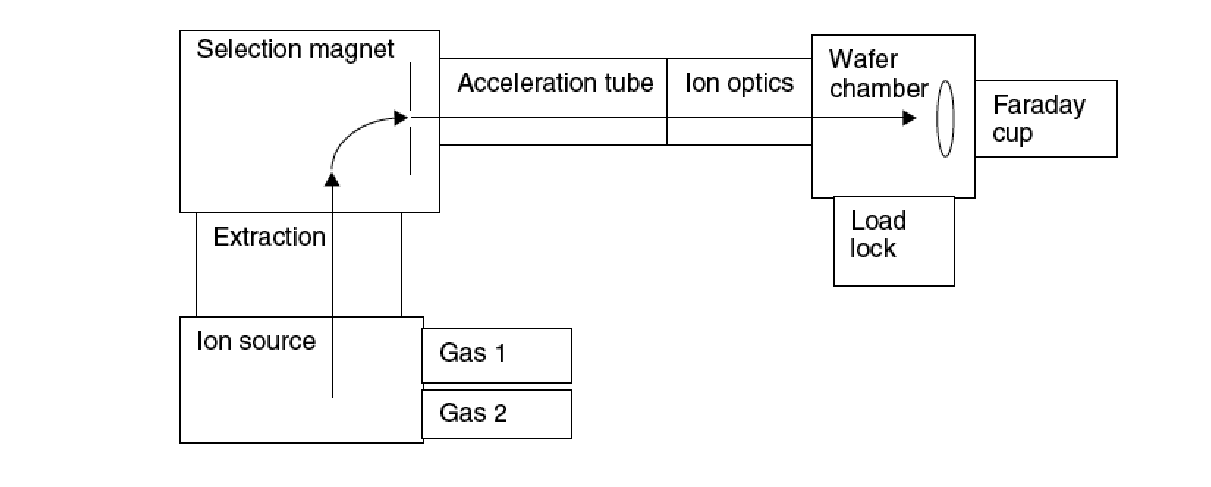 Selection magnet
Acceleration tube
Ion optics
Wafer
chamber
Faraday
cup
Load
lock
Extraction
Ion source
Gas 1
Gas 2